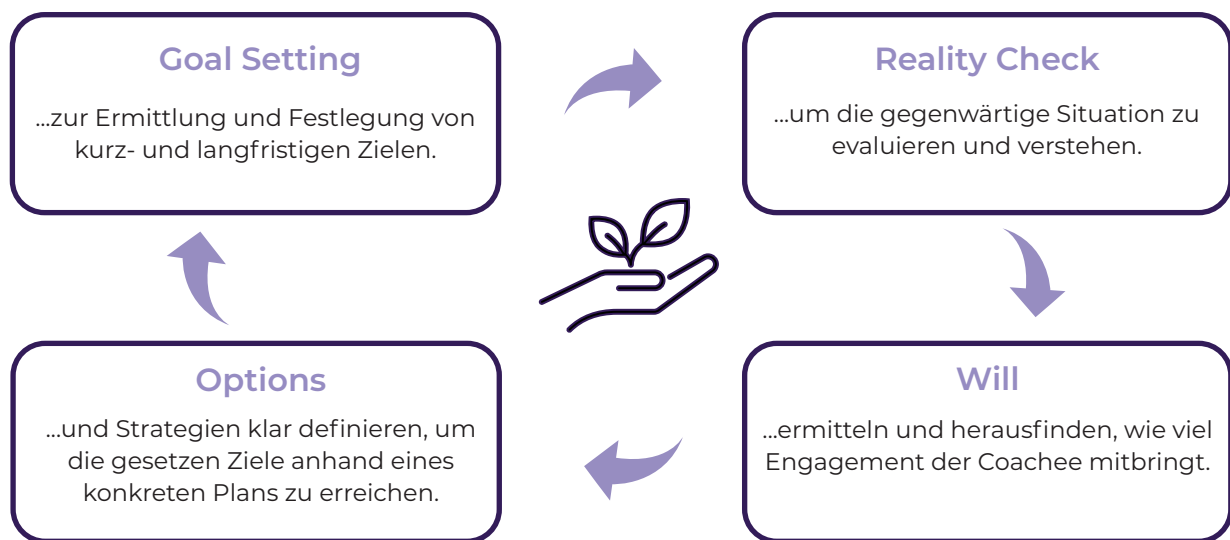 Goal Setting
...zur Ermittlung und Festlegung von
kurz- und langfristigen Zielen.
Reality Check
...um die gegenwärtige Situation zu
evaluieren und verstehen.
Options
...und Strategien klar definieren, um
die gesetzen Ziele anhand eines
konkreten Plans zu erreichen.
Will
...ermitteln und herausfinden, wie viel
Engagement der Coachee mitbringt.